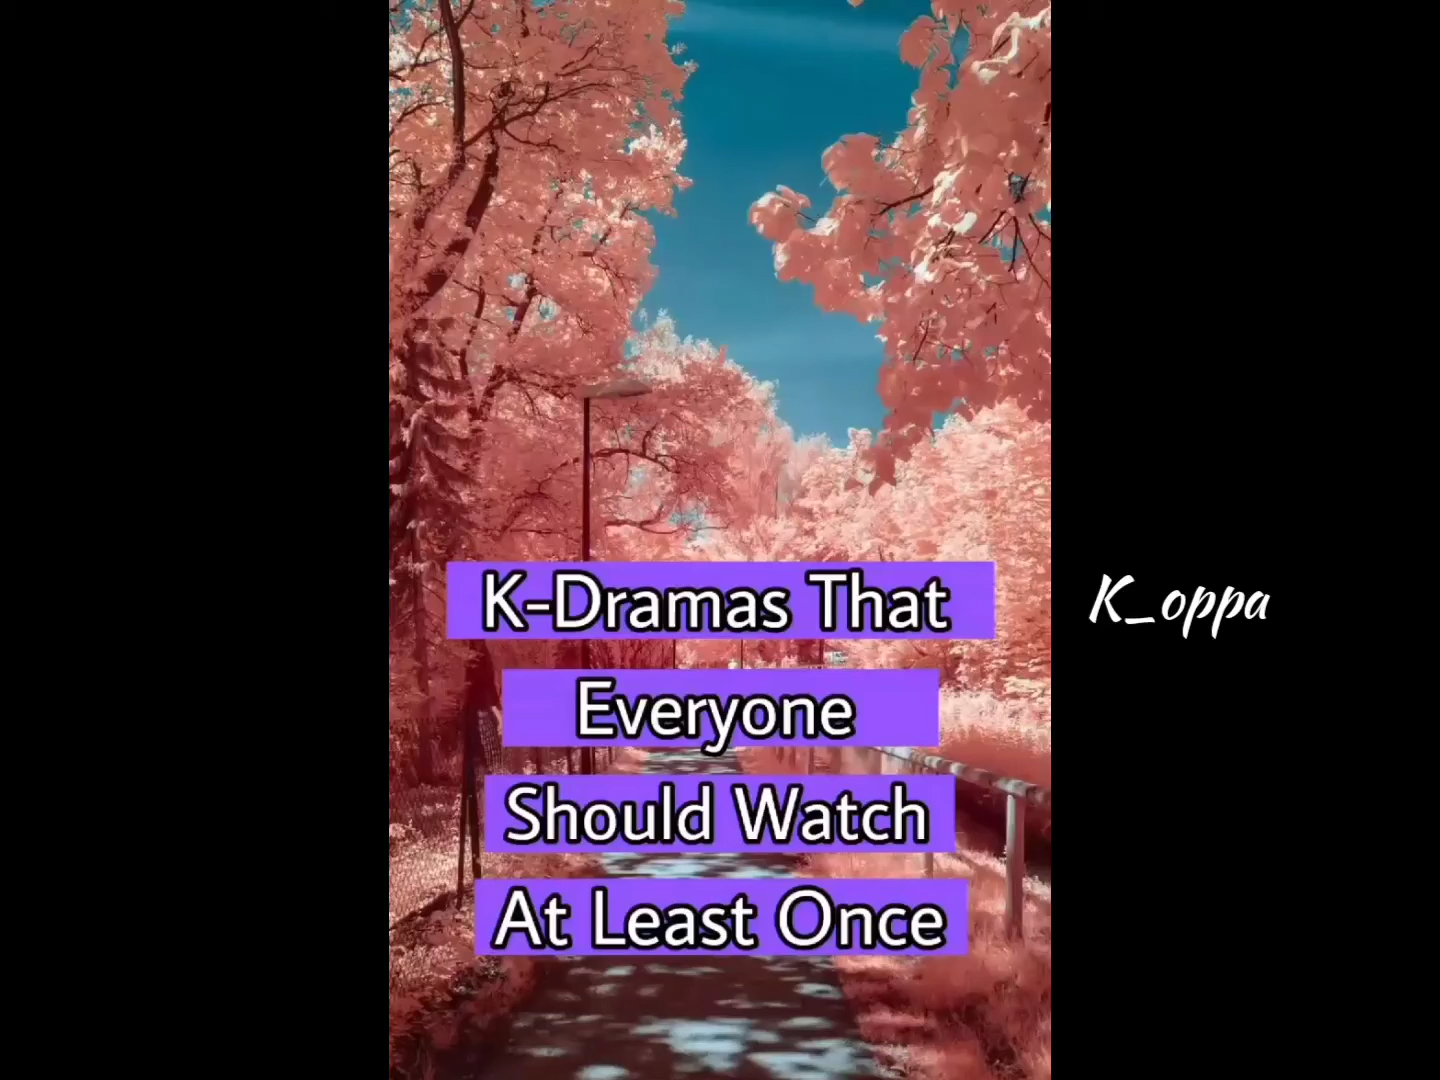 K-Dramas That
Everyone
Should Watch
At Least Once
K_oppa